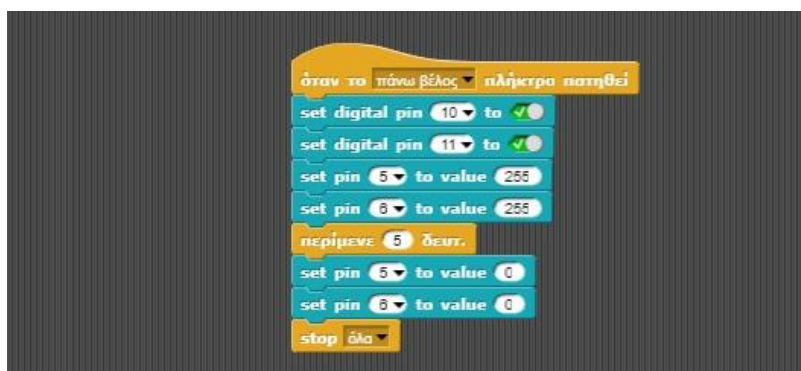 όταν το πάνω βέλος πλήκτρο πατηθεί
set digital pin 10 to
set digital pin 11 to
set pin 5 to value 255
set pin 6 to value 255
περίμενε 5 δευτ.
set pin 5 to value 0
set pin 6 to value 0
stop όλα